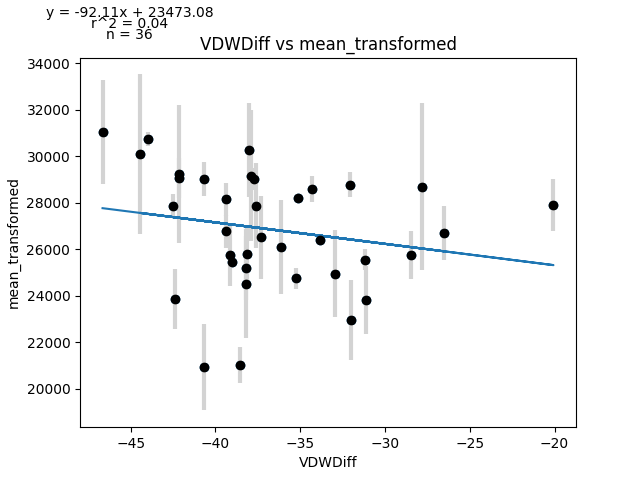 y = -92.11x + 23473.08
r^2 = 0.04
n = 36
VDWDiff vs mean_transformed
34000
32000
30000
28000
26000
24000
22000
20000
mean_transformed
−45
−40
−35
−30
−25
−20
VDWDiff